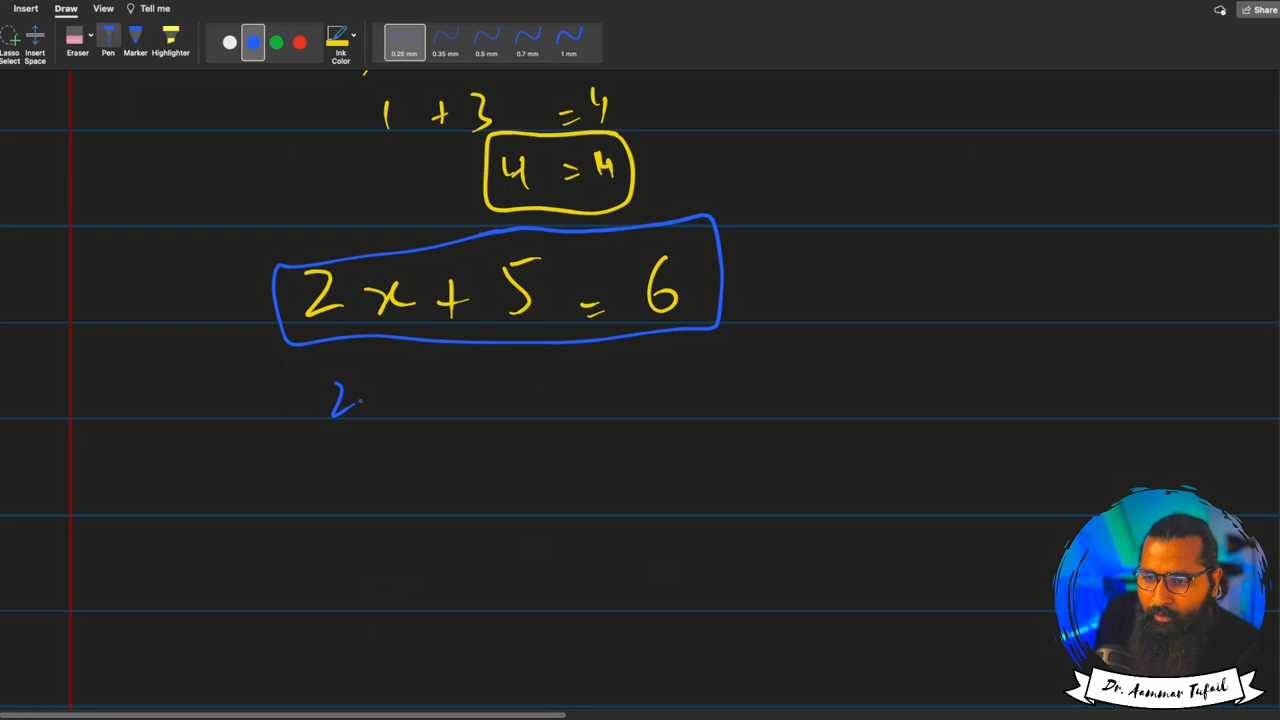 Insert Draw View Tell me Share
Lasso Select Insert Space Eraser Pen Marker Highlighter Ink Color 0.25 mm 0.35 mm 0.5 mm 0.7 mm 1 mm
1 + 3 = 4
4 = 4
2x + 5 = 6
2
Dr. Aammar Tufail